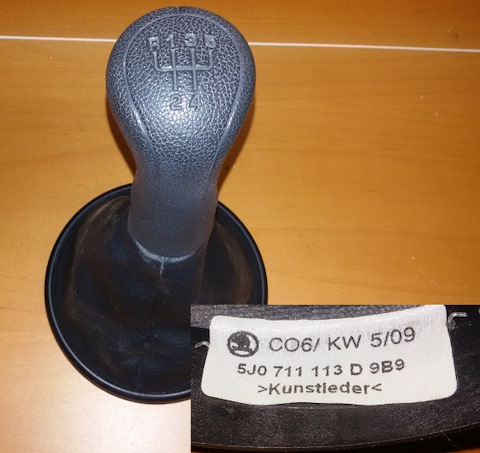 R 1 3 5
2 4
CO6/ KW 5/09
5J0 711 113 D 9B9
>Kunstleder<